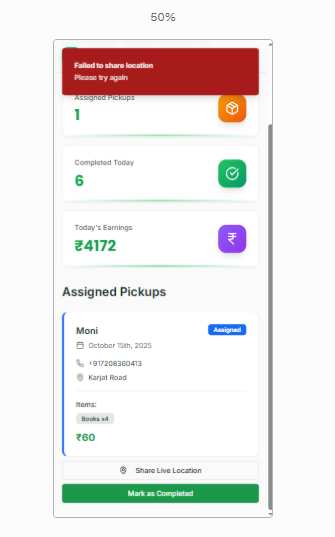 50%
Failed to share location
Please try again
Assigned Pickups
1
Completed Today
6
Today's Earnings
₹4172
Assigned Pickups
Moni
Assigned
October 15th, 2025
+917208360413
Karjat Road
Items:
Books x4
₹60
Share Live Location
Mark as Completed